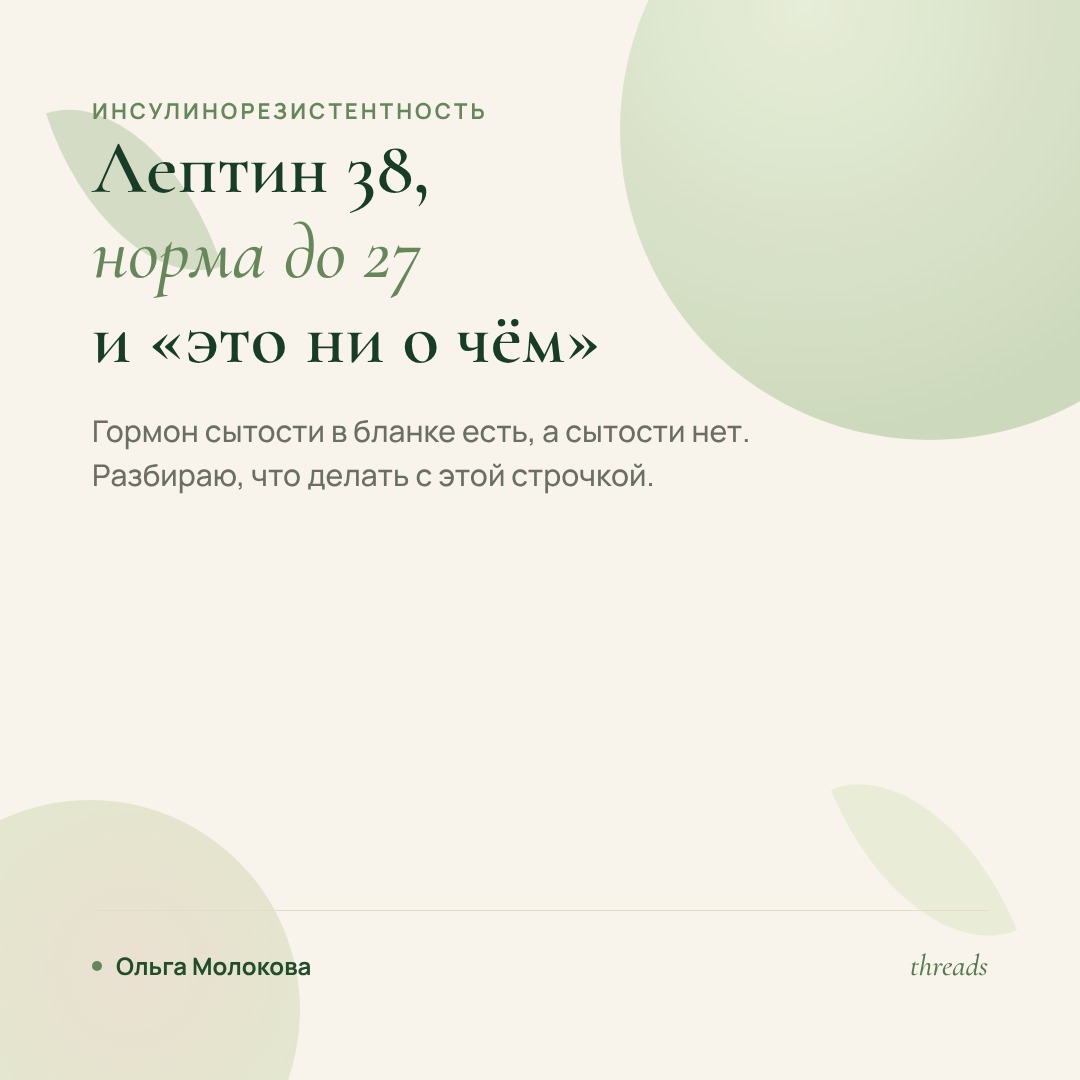 ИНСУЛИНОРЕЗИСТЕНТНОСТЬ
Лептин 38,
норма до 27
и «это ни о чём»
Гормон сытости в бланке есть, а сытости нет.
Разбираю, что делать с этой строчкой.
Ольга Молокова
threads